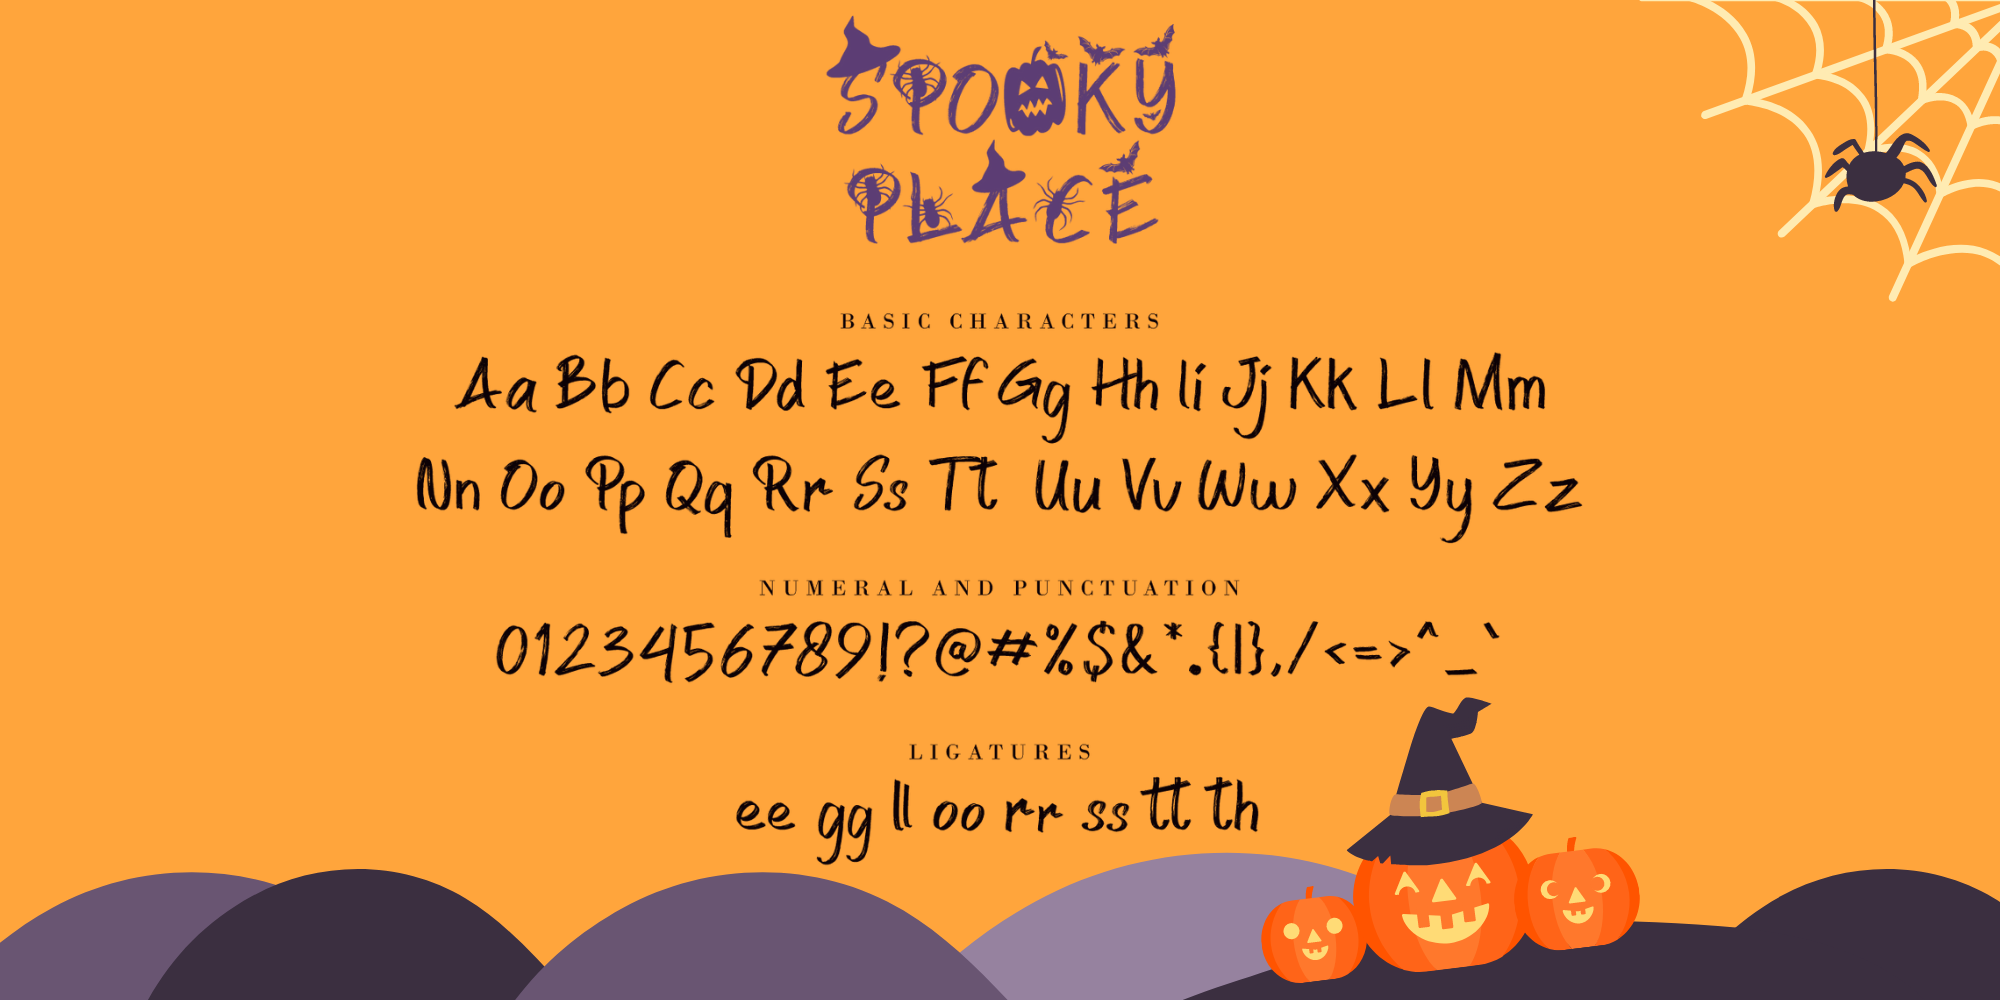 SPOOKY
PLACE
BASIC CHARACTERS
Aa Bb Cc Dd Ee Ff Gg Hh Ii Jj Kk Ll Mm
Nn Oo Pp Qq Rr Ss Tt Uu Vv Ww Xx Yy Zz
NUMERAL AND PUNCTUATION
0123456789!?@#%$&*.{|},/<=>^_`
LIGATURES
ee gg ll oo rr ss tt th